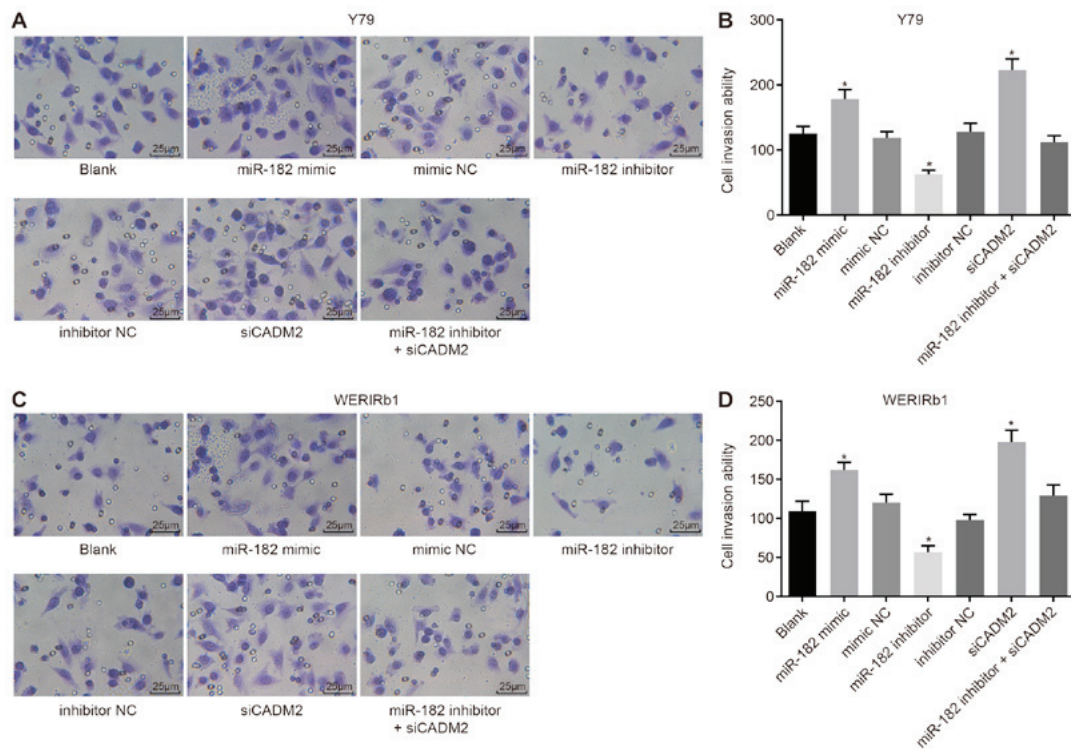 A
Y79
25μm
25μm
25μm
25μm
Blank
miR-182 mimic
mimic NC
miR-182 inhibitor
25μm
25μm
25μm
inhibitor NC
siCADM2
miR-182 inhibitor
+ siCADM2
B
Y79
Cell invasion ability
300
200
100
0
*
*
*
Blank
miR-182 mimic
mimic NC
miR-182 inhibitor
inhibitor NC
siCADM2
miR-182 inhibitor + siCADM2
C
WERIRb1
25μm
25μm
25μm
25μm
Blank
miR-182 mimic
mimic NC
miR-182 inhibitor
25μm
25μm
25μm
inhibitor NC
siCADM2
miR-182 inhibitor
+ siCADM2
D
WERIRb1
Cell invasion ability
250
200
150
100
50
0
*
*
*
Blank
miR-182 mimic
mimic NC
miR-182 inhibitor
inhibitor NC
siCADM2
miR-182 inhibitor + siCADM2